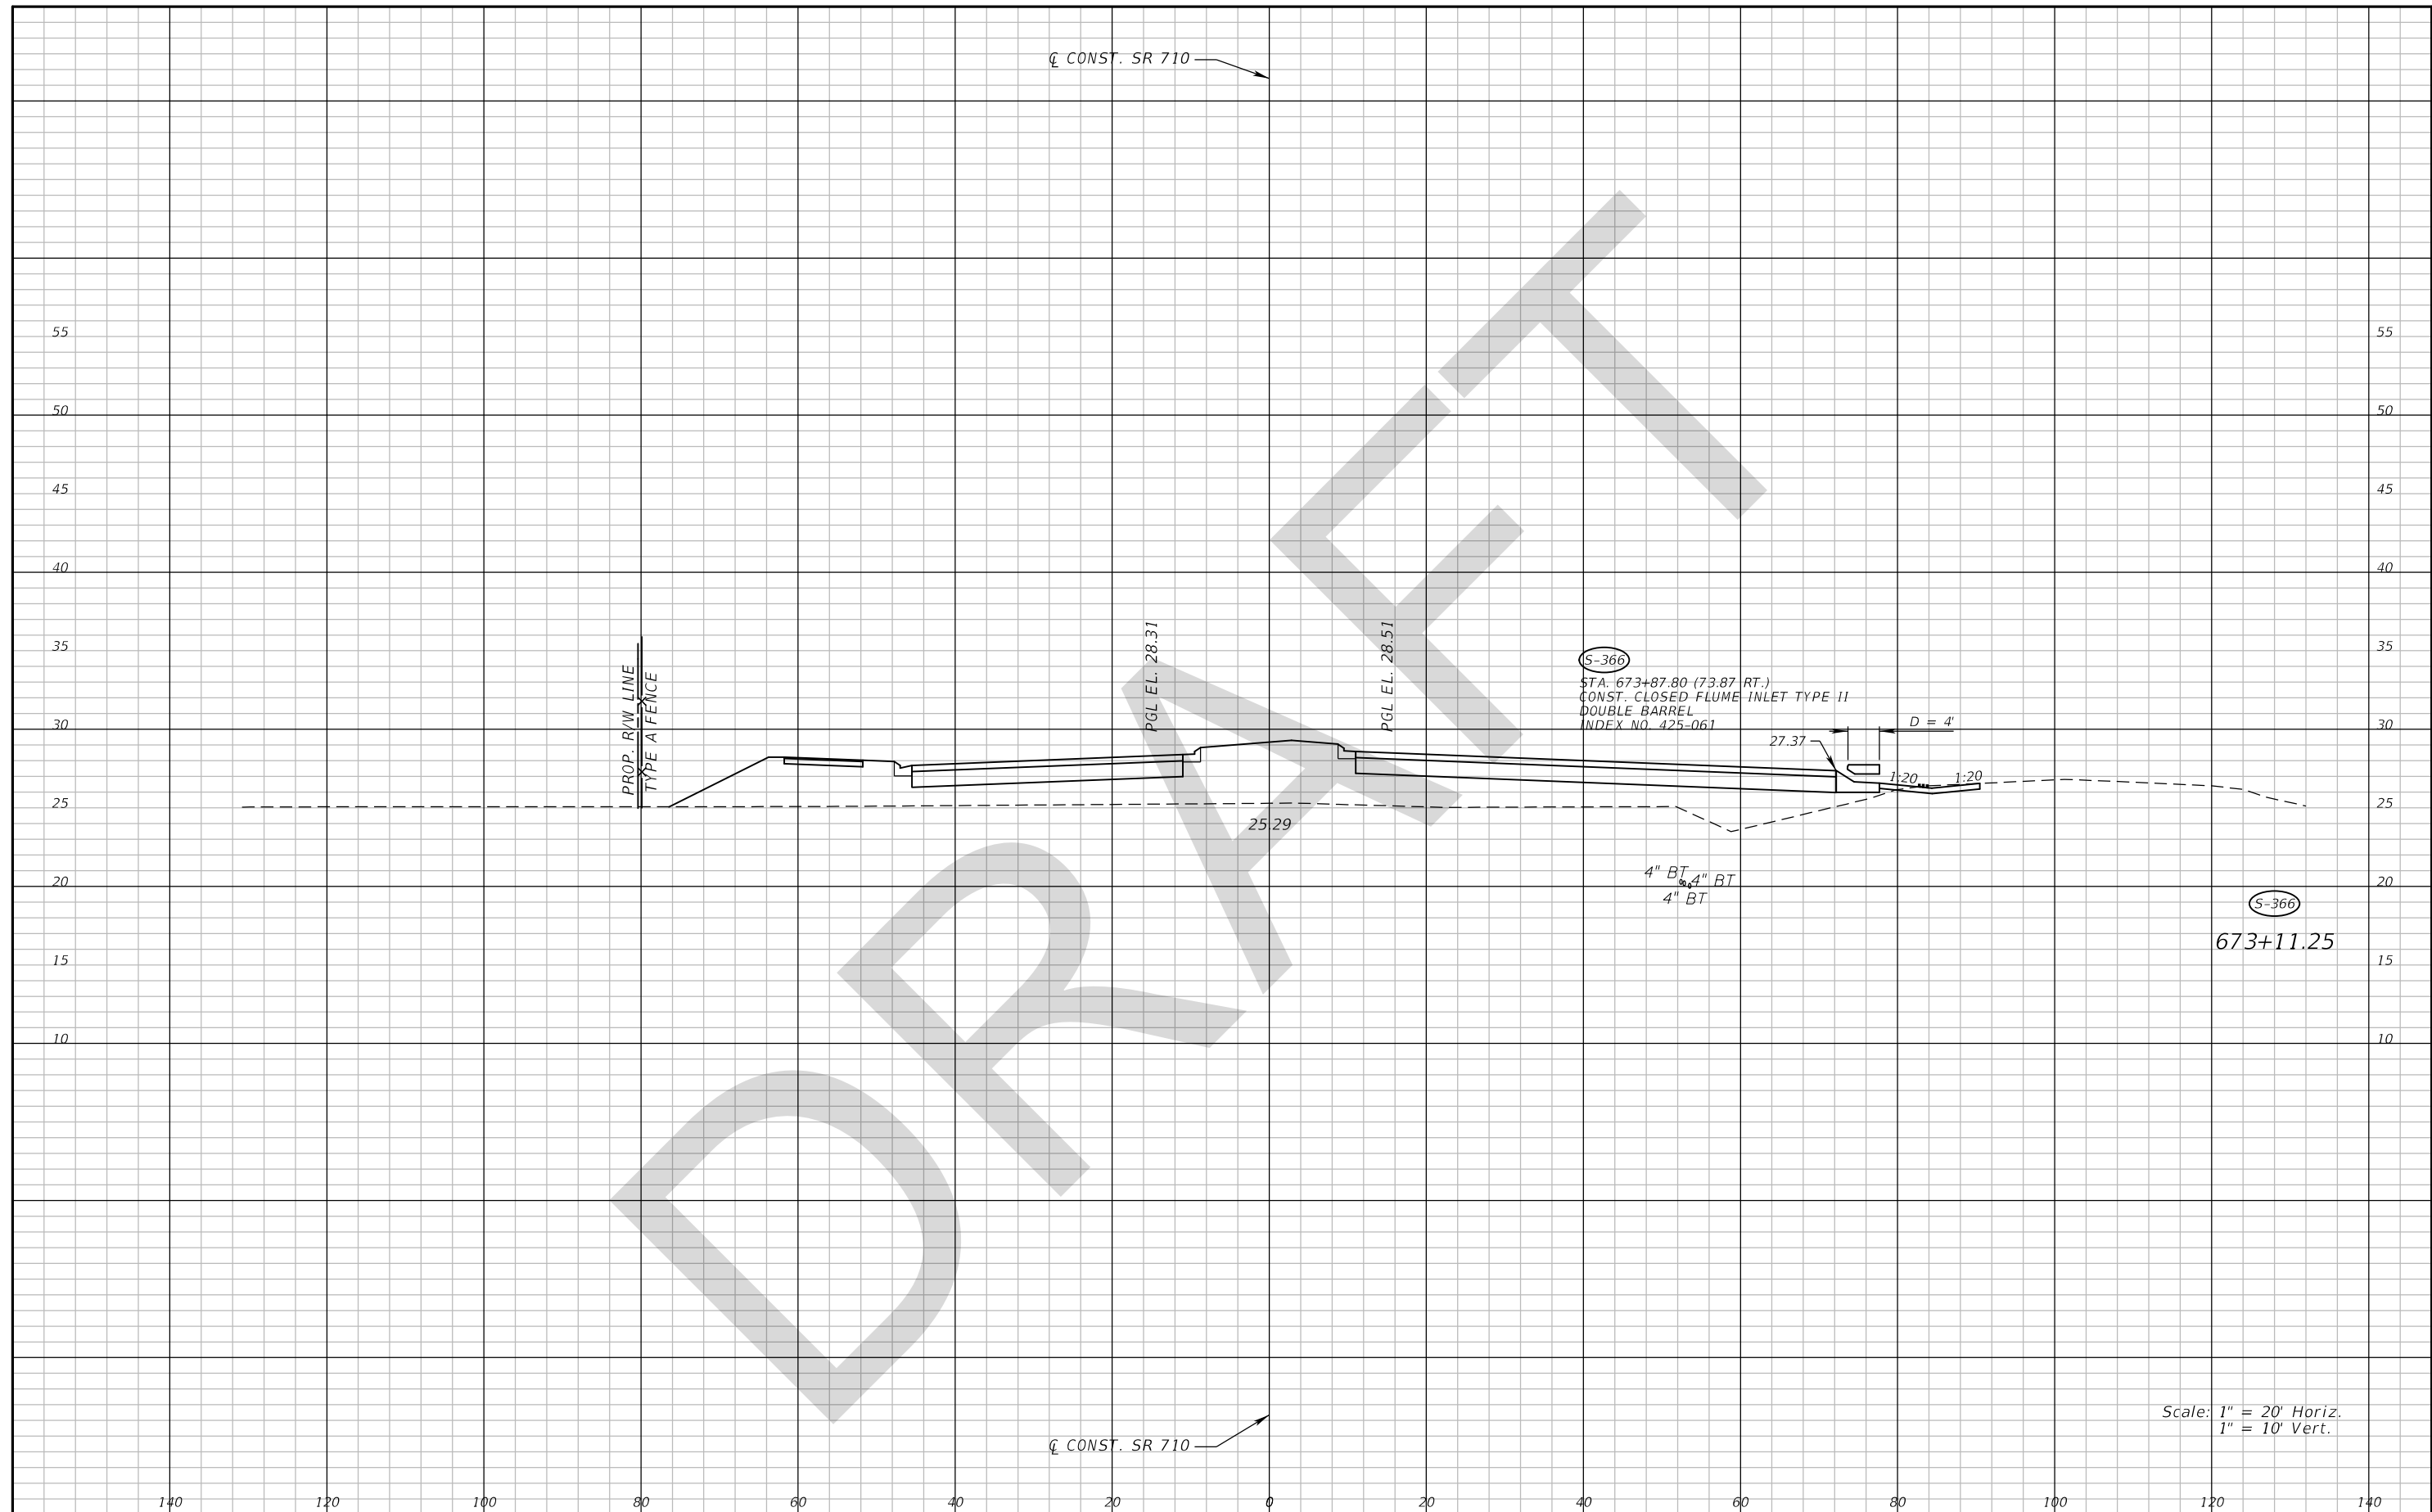 ℄ CONST. SR 710
55 55
50 50
45 45
40 40
35 35
30 30
25 25
20 20
15 15
10 10
PROP. R/W LINE
TYPE A FENCE
PGL EL. 28.31
PGL EL. 28.51
S-366
STA. 673+87.80 (73.87 RT.)
CONST. CLOSED FLUME INLET TYPE II
DOUBLE BARREL
INDEX NO. 425-061
D = 4'
27.37
1:20 1:20
25.29
4" BT
4" BT
4" BT
S-366
673+11.25
DRAFT
Scale: 1" = 20' Horiz.
1" = 10' Vert.
℄ CONST. SR 710
140 120 100 80 60 40 20 0 20 40 60 80 100 120 140